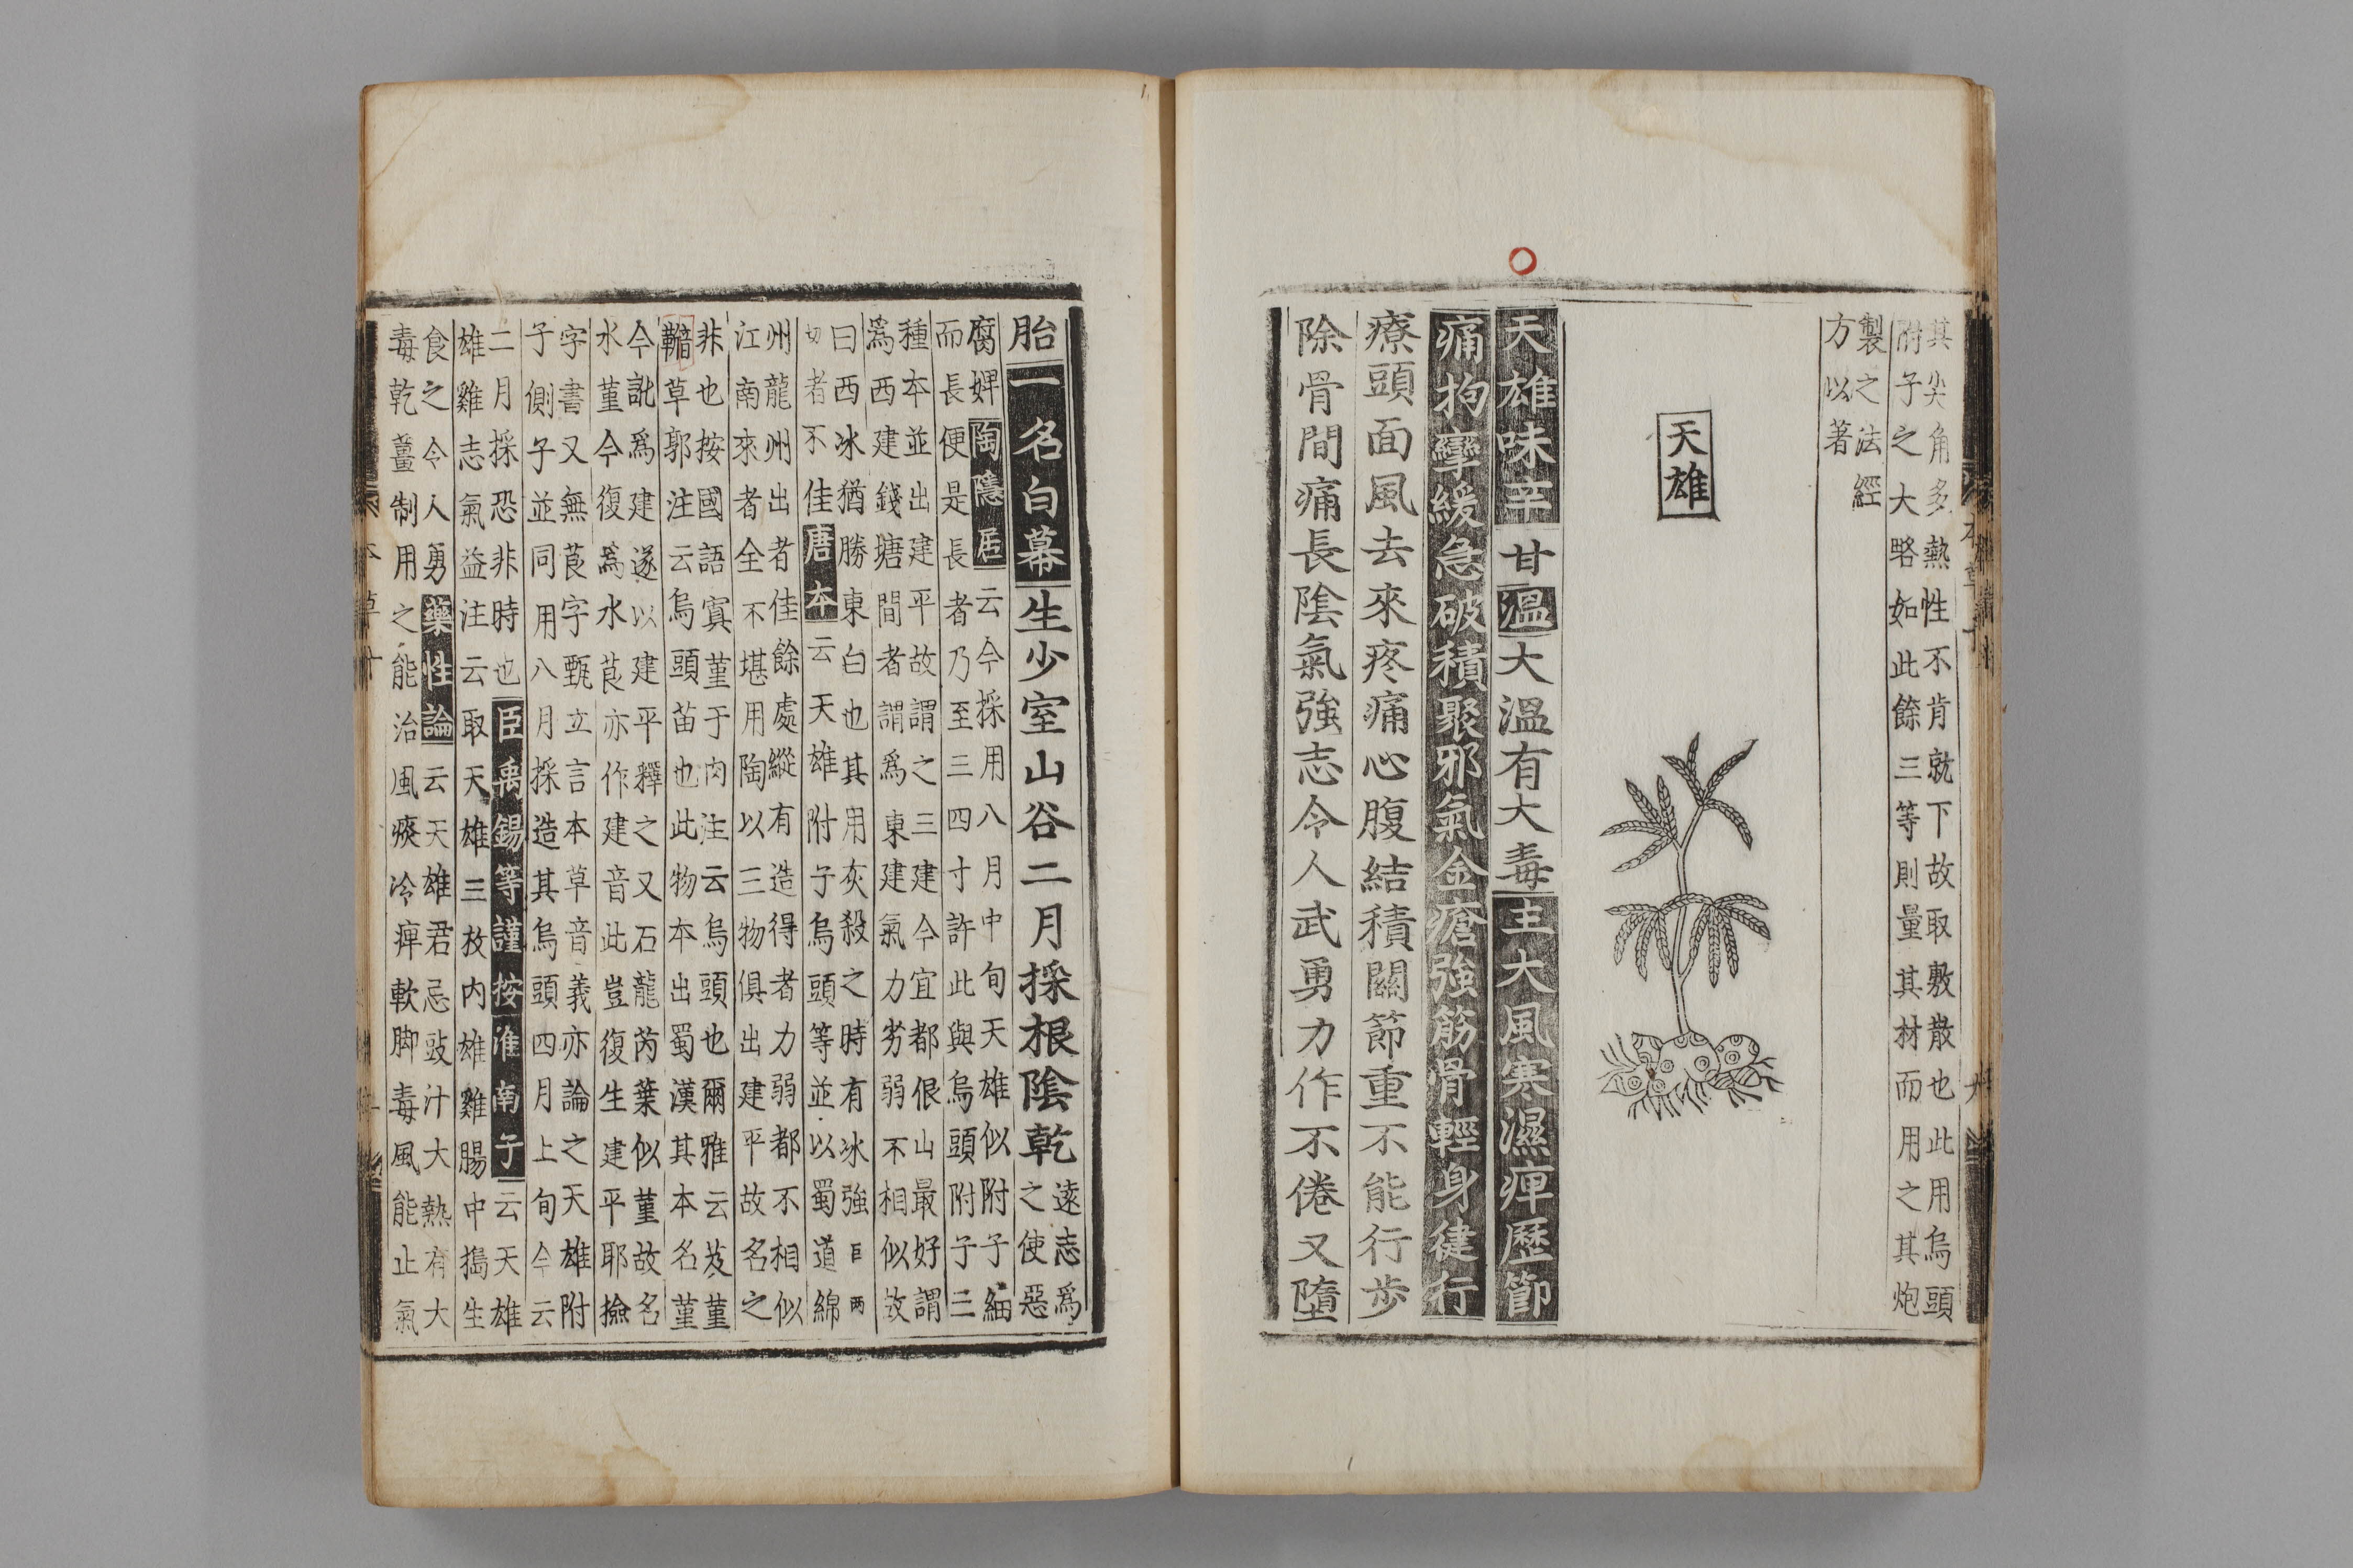 其尖角多熱性不肯就下故取敷散也此用烏頭
附子之大略如此餘三等則量其材而用之其炮
製之法經
方以著
天雄
天雄味辛甘溫大溫有大毒主大風寒濕痺歷節
痛拘攣緩急破積聚邪氣金瘡強筋骨輕身健行
療頭面風去來疼痛心腹結積關節重不能行步
除骨間痛長陰氣強志令人武勇力作不倦又墮
胎一名白幕生少室山谷二月採根陰乾遠志爲
之使惡
腐婢陶隱居云今採用八月中旬天雄似附子細
而長便是長者乃至三四寸許此與烏頭附子三
種本並出建平故謂之三建今宜都佷山最好謂
爲西建錢塘間者謂爲東建氣力劣弱不相似故
曰西冰猶勝東白也其用灰殺之時有冰強巨兩
如者不佳唐本云天雄附子烏頭等並以蜀道綿
州龍州出者佳餘處縱有造得者力弱都不相似
江南來者全不堪用陶以三物俱出建平故名之
非也按國語寘菫于肉注云烏頭也爾雅云芨菫
草郭注云烏頭苗也此物本出蜀漢其本名菫
今訛爲建遂以建平釋之又石龍芮葉似菫故名
水菫今復爲水茛亦作建音此豈復生建平耶撿
字書又無茛字甄立言本草音義亦論之天雄附
子側子並同用八月採造其烏頭四月上旬今云
二月採恐非時也臣禹錫等謹按淮南子云天雄
雄雞志氣益注云取天雄三枚内雄雞腸中搗生
食之令人勇藥性論云天雄君忌豉汁大熱有大
毒乾薑制用之能治風痰冷痺軟脚毒風能止氣